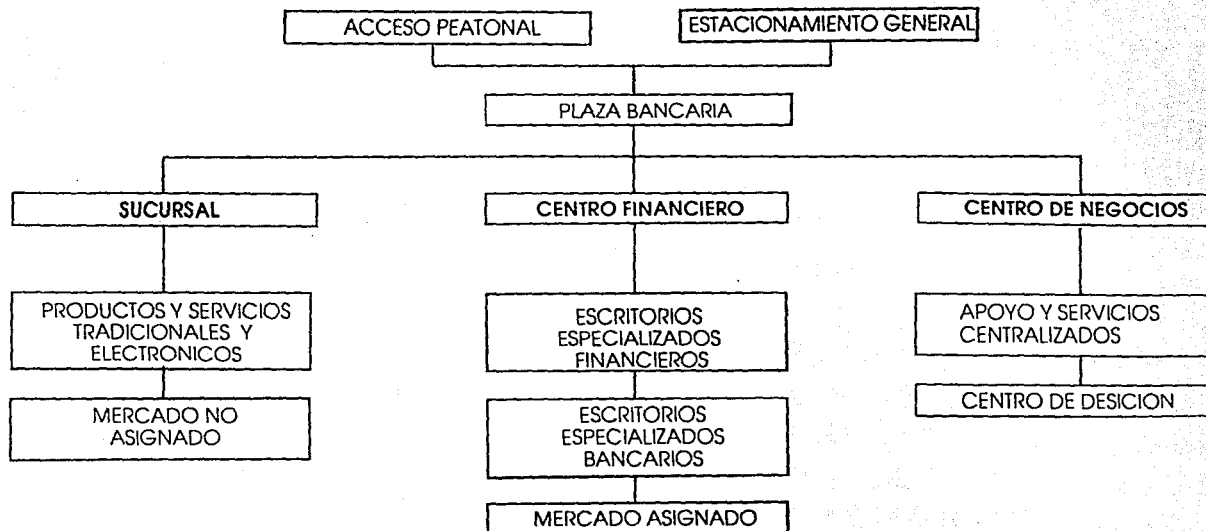 ACCESO PEATONAL
ESTACIONAMIENTO GENERAL
PLAZA BANCARIA
SUCURSAL
CENTRO FINANCIERO
CENTRO DE NEGOCIOS
PRODUCTOS Y SERVICIOS
TRADICIONALES Y
ELECTRONICOS
ESCRITORIOS
ESPECIALIZADOS
FINANCIEROS
APOYO Y SERVICIOS
CENTRALIZADOS
MERCADO NO
ASIGNADO
ESCRITORIOS
ESPECIALIZADOS
BANCARIOS
CENTRO DE DESICION
MERCADO ASIGNADO